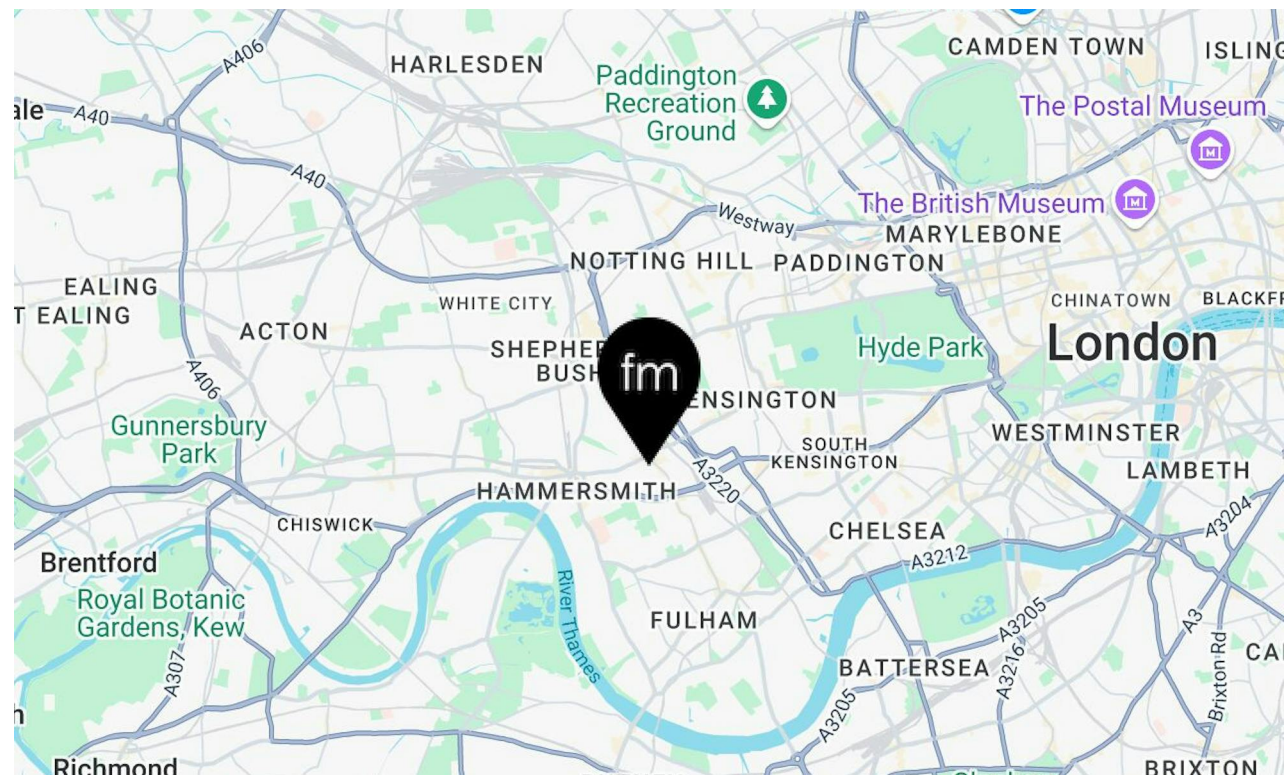 CAMDEN TOWN
ISLING
A406
HARLESDEN
Paddington
Recreation
Ground
The Postal Museum
ale
A40
A40
The British Museum
Westway
MARYLEBONE
NOTTING HILL
PADDINGTON
EALING
T EALING
WHITE CITY
CHINATOWN
BLACKFR
ACTON
SHEPHE
BUSH
fm
Hyde Park
London
A406
ENSINGTON
Gunnersbury
Park
SOUTH
KENSINGTON
WESTMINSTER
LAMBETH
A3220
HAMMERSMITH
A3204
CHISWICK
CHELSEA
Brentford
A3212
Royal Botanic
Gardens, Kew
River Thames
FULHAM
A3205
A3
A307
BATTERSEA
A3216
Brixton Rd
CA
A3205
Richmond
BRIXTON